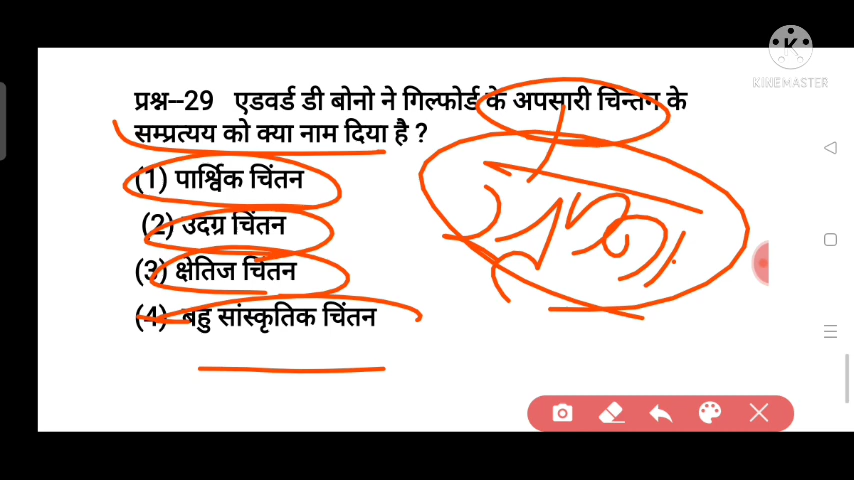 KINEMASTER
प्रश्न--29 एडवर्ड डी बोनो ने गिल्फोर्ड के अपसारी चिन्तन के
सम्प्रत्यय को क्या नाम दिया है ?
(1) पार्श्विक चिंतन
(2) उदग्र चिंतन
(3) क्षेतिज चिंतन
(4) बहु सांस्कृतिक चिंतन